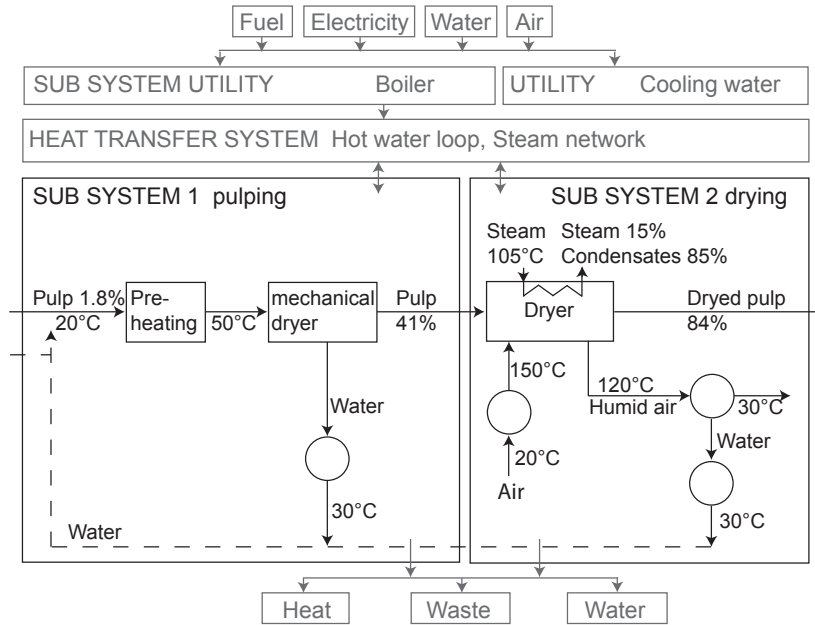 Fuel
Electricity
Water
Air
SUB SYSTEM UTILITY Boiler
UTILITY Cooling water
HEAT TRANSFER SYSTEM Hot water loop, Steam network
SUB SYSTEM 1 pulping
Pulp 1.8%
20°C
Pre-
heating
50°C
mechanical
dryer
Pulp
41%
Water
30°C
Water
SUB SYSTEM 2 drying
Steam
105°C
Steam 15%
Condensates 85%
Dryer
Dryed pulp
84%
150°C
20°C
Air
120°C
Humid air
30°C
Water
30°C
Heat
Waste
Water